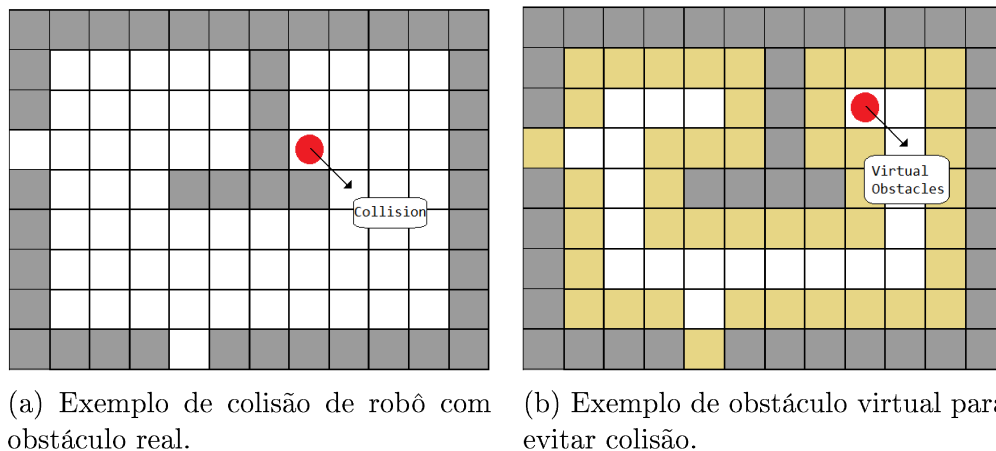 Collision
Virtual
Obstacles
(a) Exemplo de colisão de robô com
obstáculo real.
(b) Exemplo de obstáculo virtual para
evitar colisão.